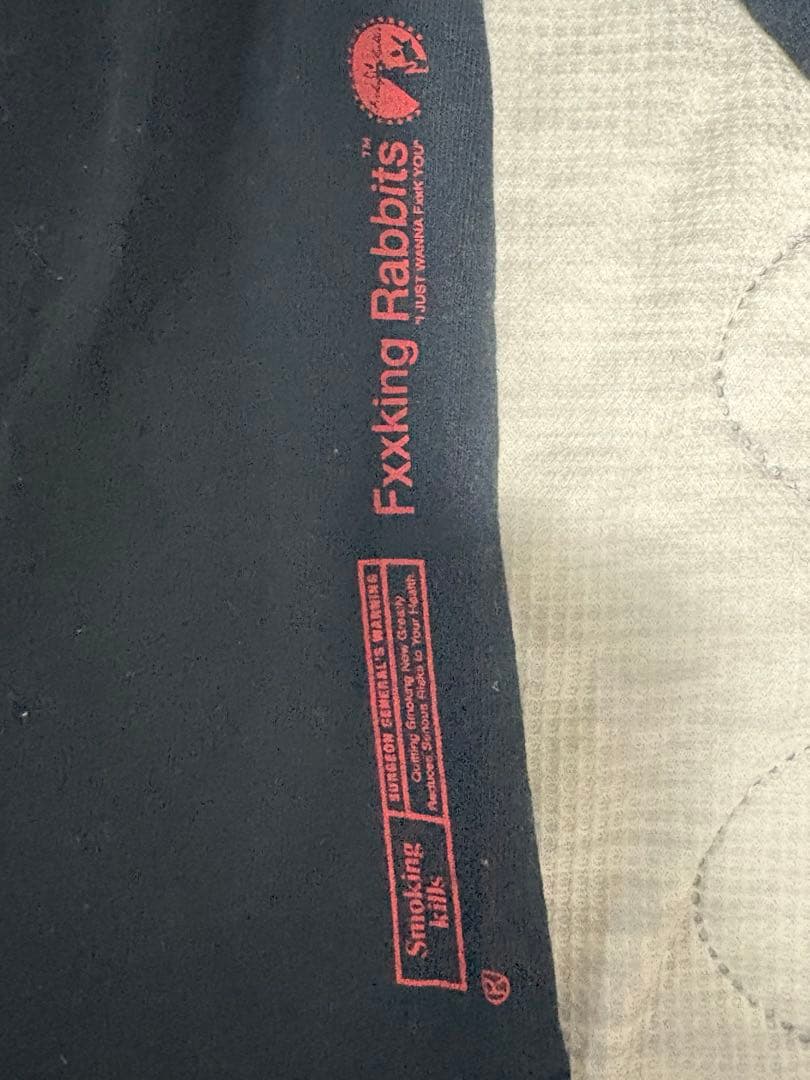 Smoking
kills
SURGEON GENERAL'S WARNING
Quitting Smoking Now Greatly
Reduces Serious Risks to Your Health.
Fxxking Rabbits™
"I JUST WANNA FxxK YOU"